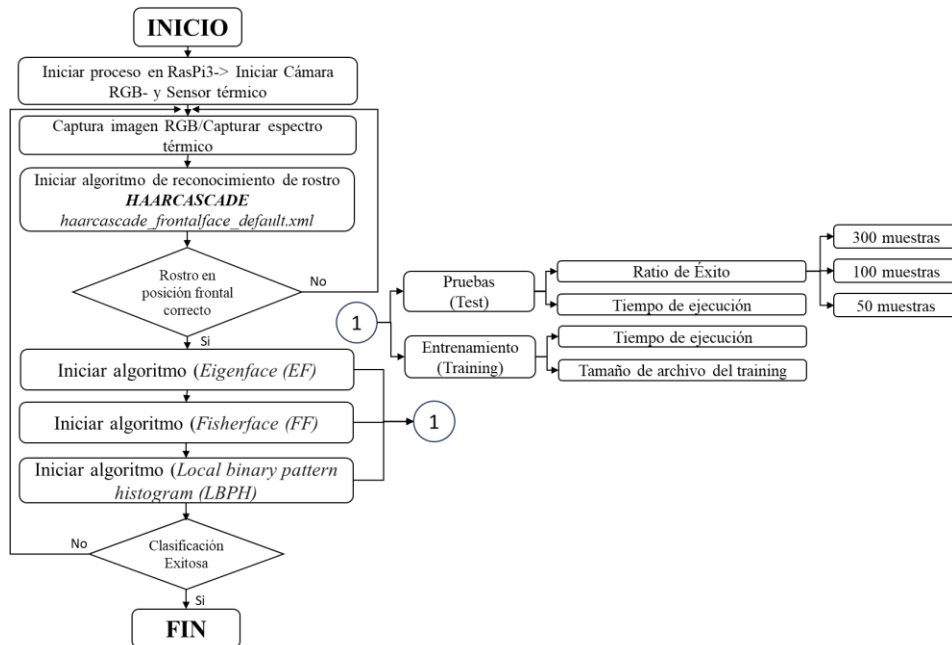 INICIO
Iniciar proceso en RasPi3-> Iniciar Cámara
RGB- y Sensor térmico
Captura imagen RGB/Capturar espectro
térmico
Iniciar algoritmo de reconocimiento de rostro
HAARCASCADE
haarcascade_frontalface_default.xml
Rostro en
posición frontal
correcto
No
Si
Iniciar algoritmo (Eigenface (EF)
Iniciar algoritmo (Fisherface (FF)
Iniciar algoritmo (Local binary pattern
histogram (LBPH)
1
Clasificación
Exitosa
No
Si
FIN
1
Pruebas
(Test)
Ratio de Éxito
300 muestras
100 muestras
50 muestras
Tiempo de ejecución
Entrenamiento
(Training)
Tiempo de ejecución
Tamaño de archivo del training